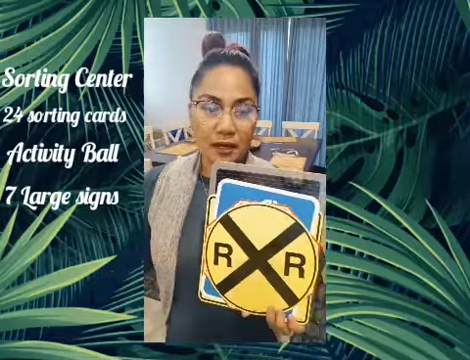 Sorting Center
24 sorting cards
Activity Ball
7 Large signs
R R